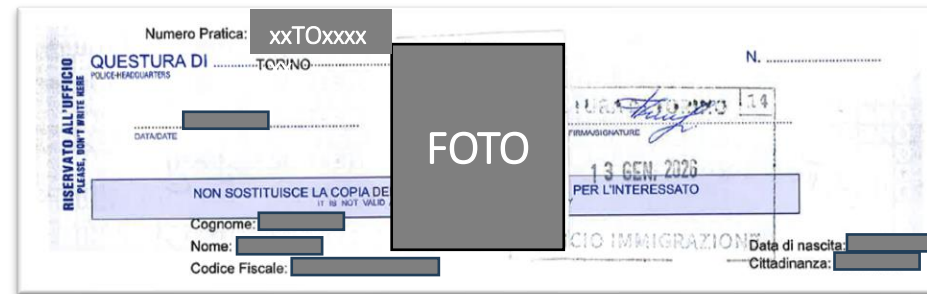 Numero Pratica: xxTOxxxx
RISERVATO ALL'UFFICIO
PLEASE, DON'T WRITE HERE
QUESTURA DI TORINO
POLICE-HEADQUARTERS
N.
14
DATA/DATE
FIRMA/SIGNATURE
FOTO
13 GEN. 2026
NON SOSTITUISCE LA COPIA DE PER L'INTERESSATO
IT IS NOT VALID
Cognome:
Nome:
Codice Fiscale:
IMMIGRAZIONE
Data di nascita:
Cittadinanza: